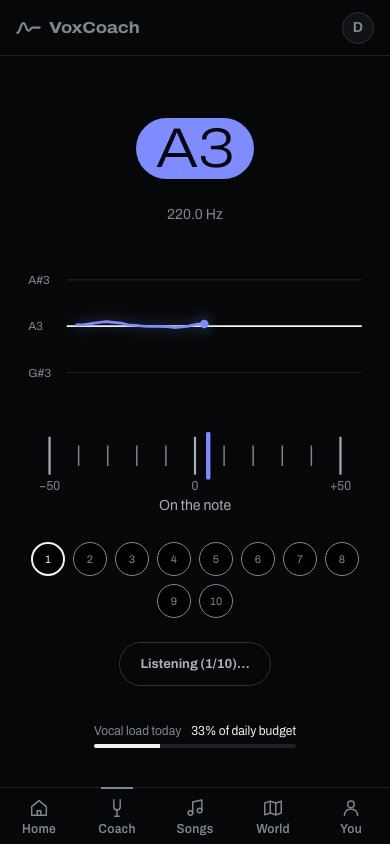 VoxCoach
D
A3
220.0 Hz
A#3
A3
G#3
−50
0
+50
On the note
1 2 3 4 5 6 7 8
9 10
Listening (1/10)...
Vocal load today 33% of daily budget
Home Coach Songs World You